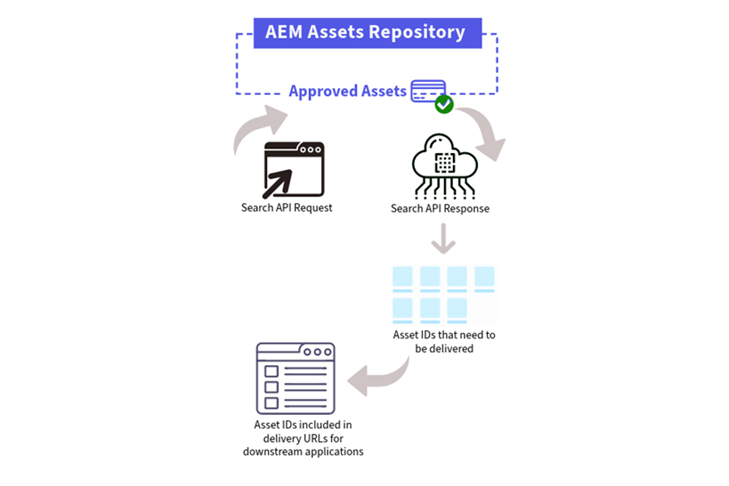 AEM Assets Repository
Approved Assets
Search API Request
Search API Response
Asset IDs that need to
be delivered
Asset IDs included in
delivery URLs for
downstream applications